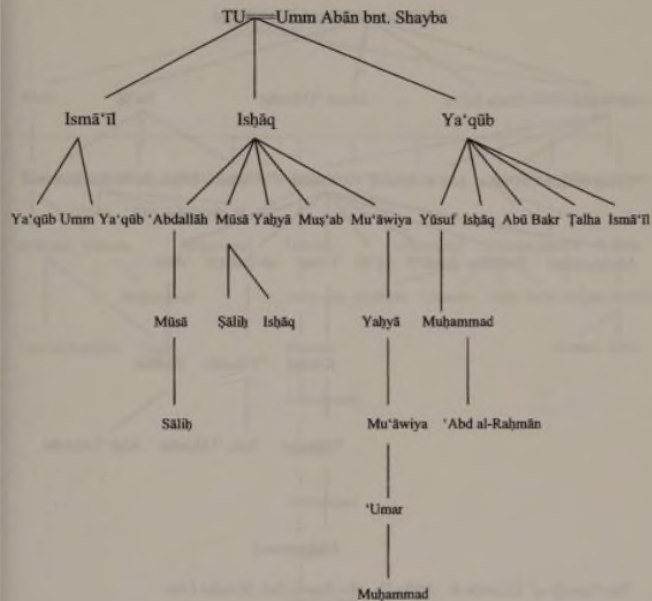 TU══Umm Abān bnt. Shayba
Ismā‘īl Isḥāq Ya‘qūb
Ya‘qūb Umm Ya‘qūb ‘Abdallāh Mūsā Yaḥyā Muṣ‘ab Mu‘āwiya Yūsuf Isḥāq Abū Bakr Ṭalha Ismā‘īl
Mūsā Ṣāliḥ Isḥāq Yaḥyā Muḥammad
Sāliḥ Mu‘āwiya ‘Abd al-Raḥmān
‘Umar
Muḥammad